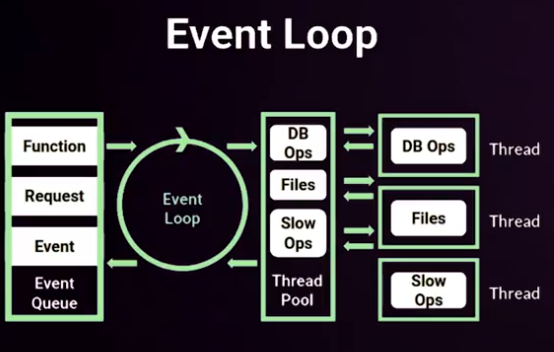 Event Loop
Function
Request
Event
Event
Queue
Event
Loop
DB
Ops
Files
Slow
Ops
Thread
Pool
DB Ops
Thread
Files
Thread
Slow
Ops
Thread